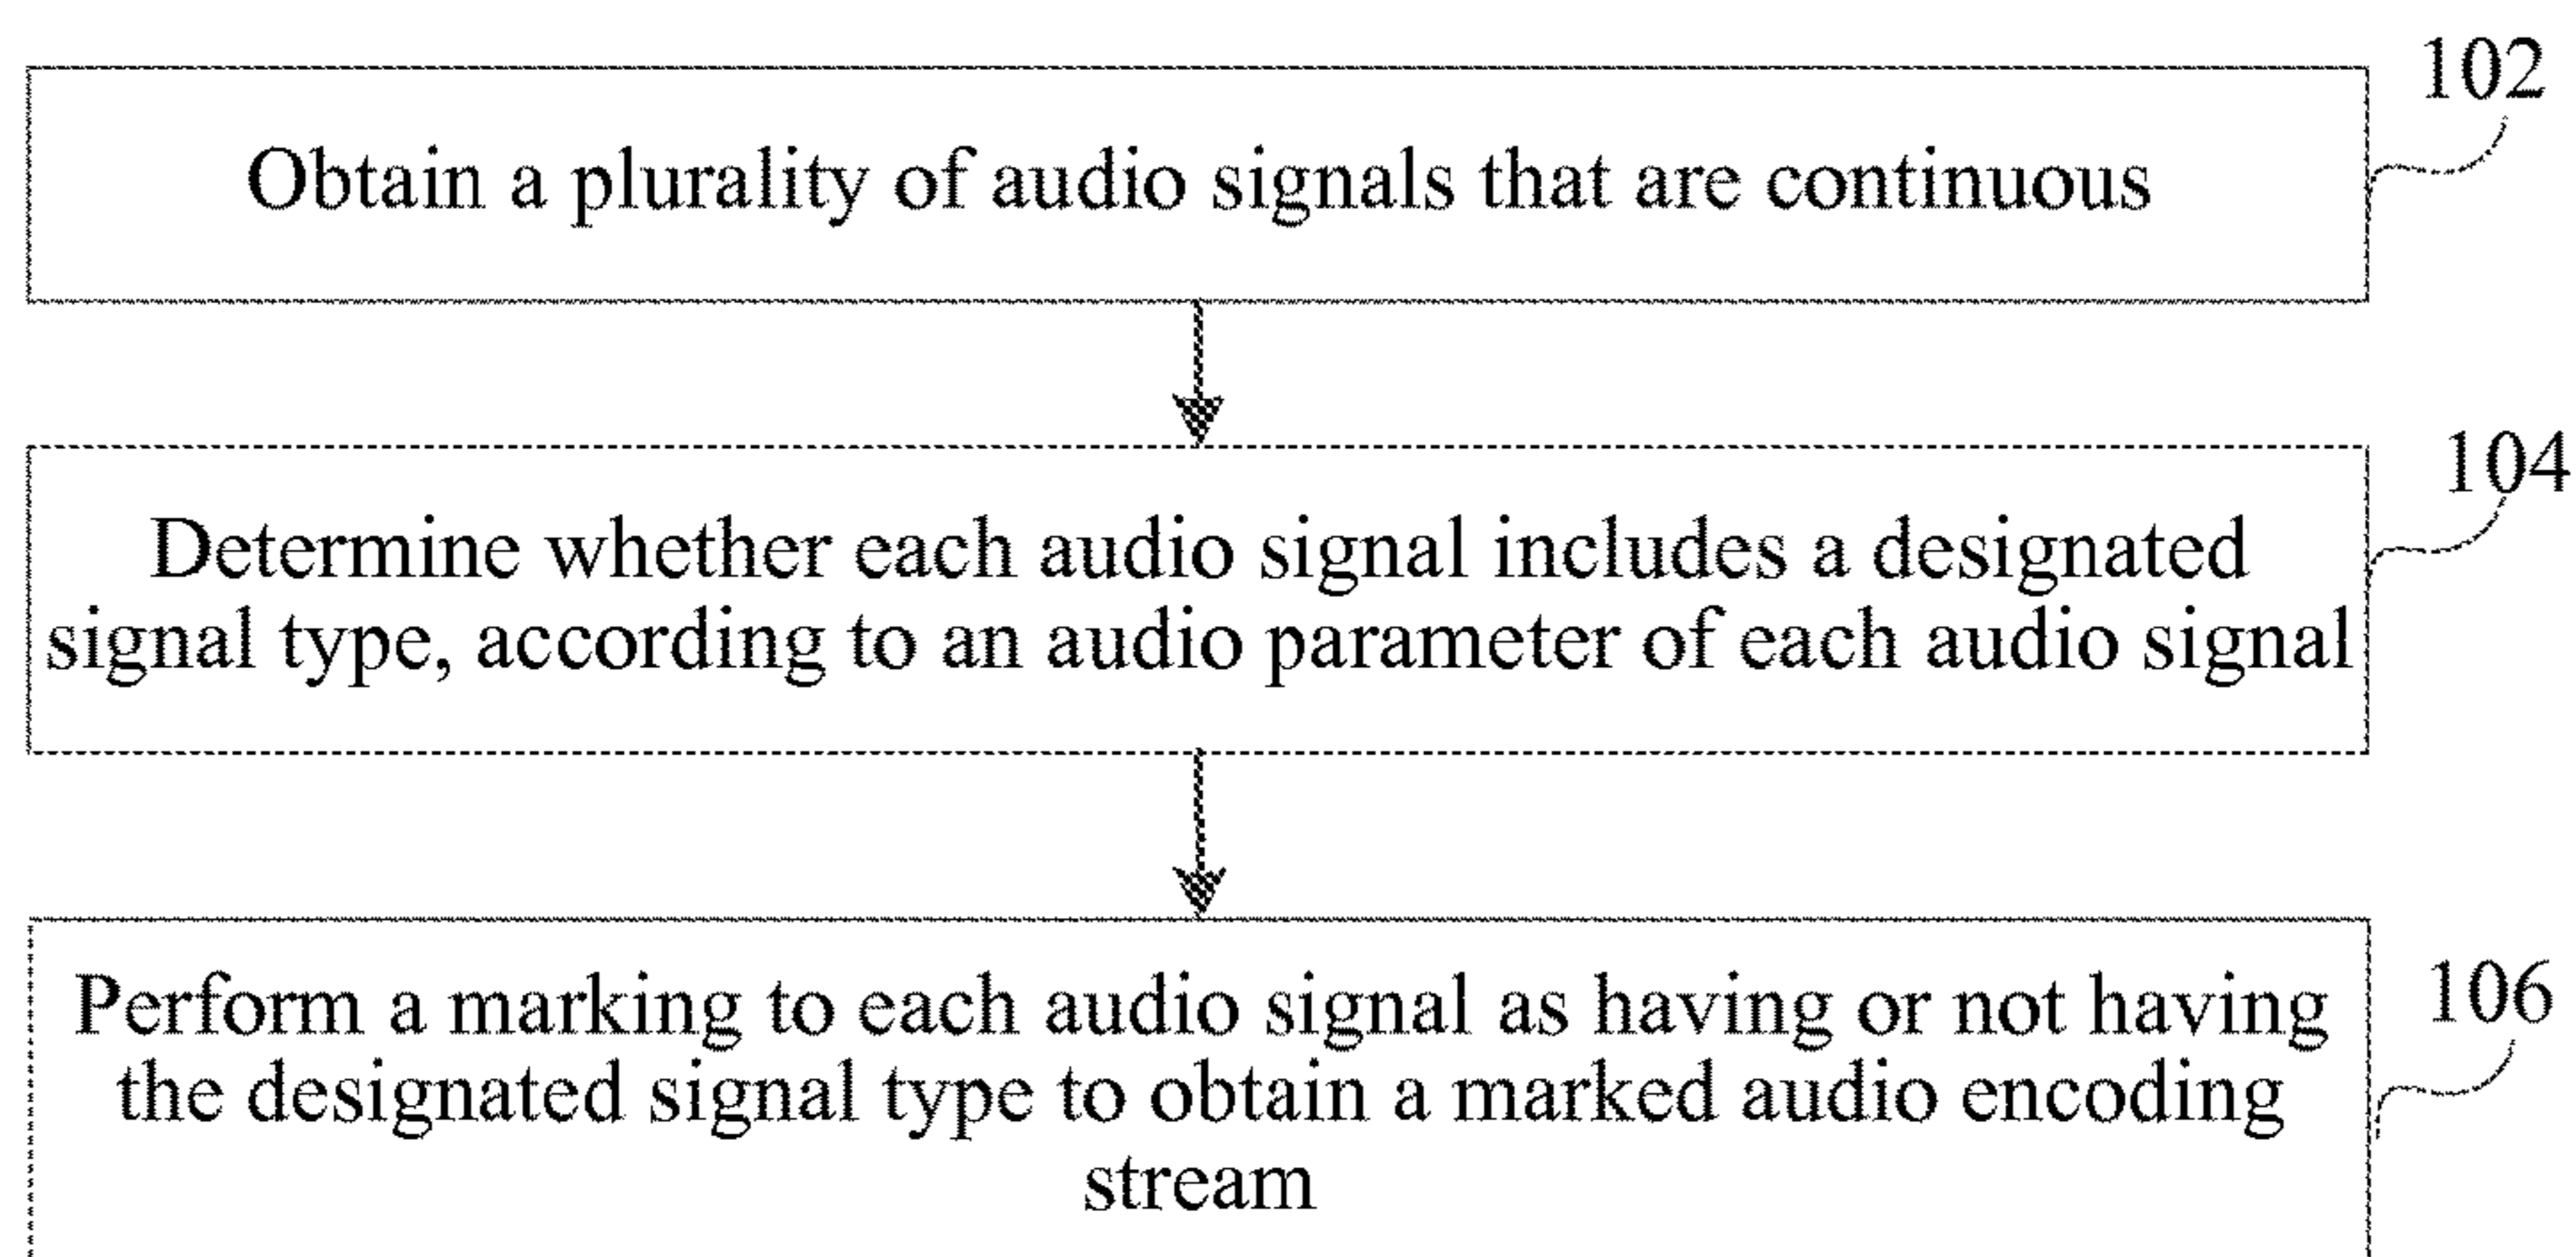 102
Obtain a plurality of audio signals that are continuous
104
Determine whether each audio signal includes a designated
signal type, according to an audio parameter of each audio signal
106
Perform a marking to each audio signal as having or not having
the designated signal type to obtain a marked audio encoding
stream